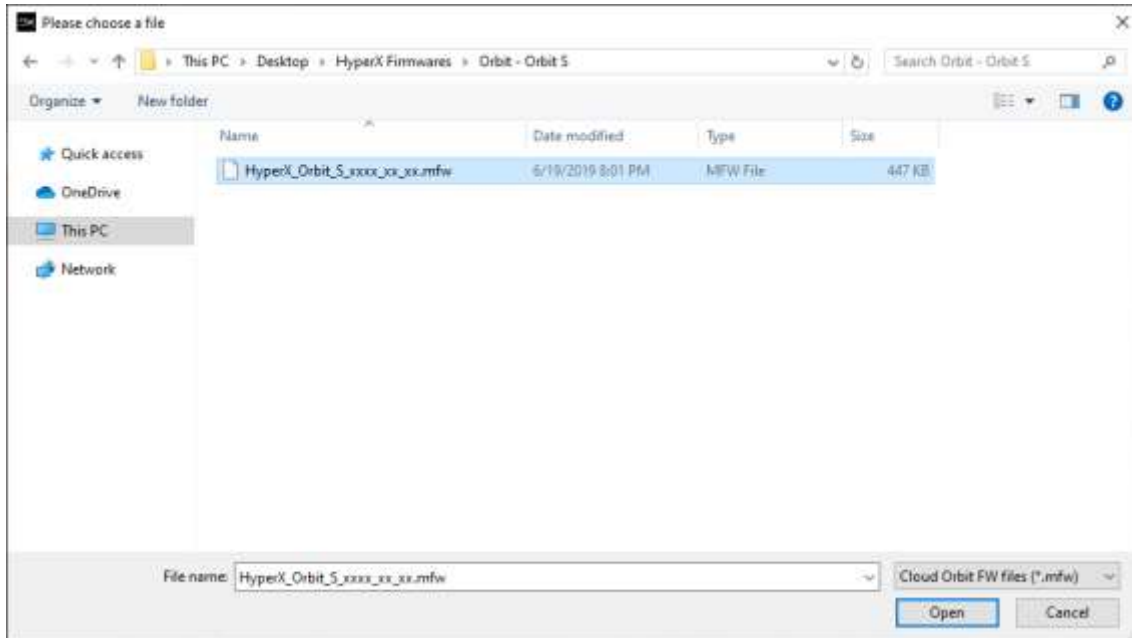 Please choose a file
This PC › Desktop › HyperX Firmwares › Orbit - Orbit S
Search Orbit - Orbit S
Organize
New folder
Name
Date modified
Type
Size
Quick access
HyperX_Orbit_S_xxxx_xx_xx.mfw
6/19/2019 8:01 PM
MFW File
447 KB
OneDrive
This PC
Network
File name:
HyperX_Orbit_S_xxxx_xx_xx.mfw
Cloud Orbit FW files (*.mfw)
Open
Cancel